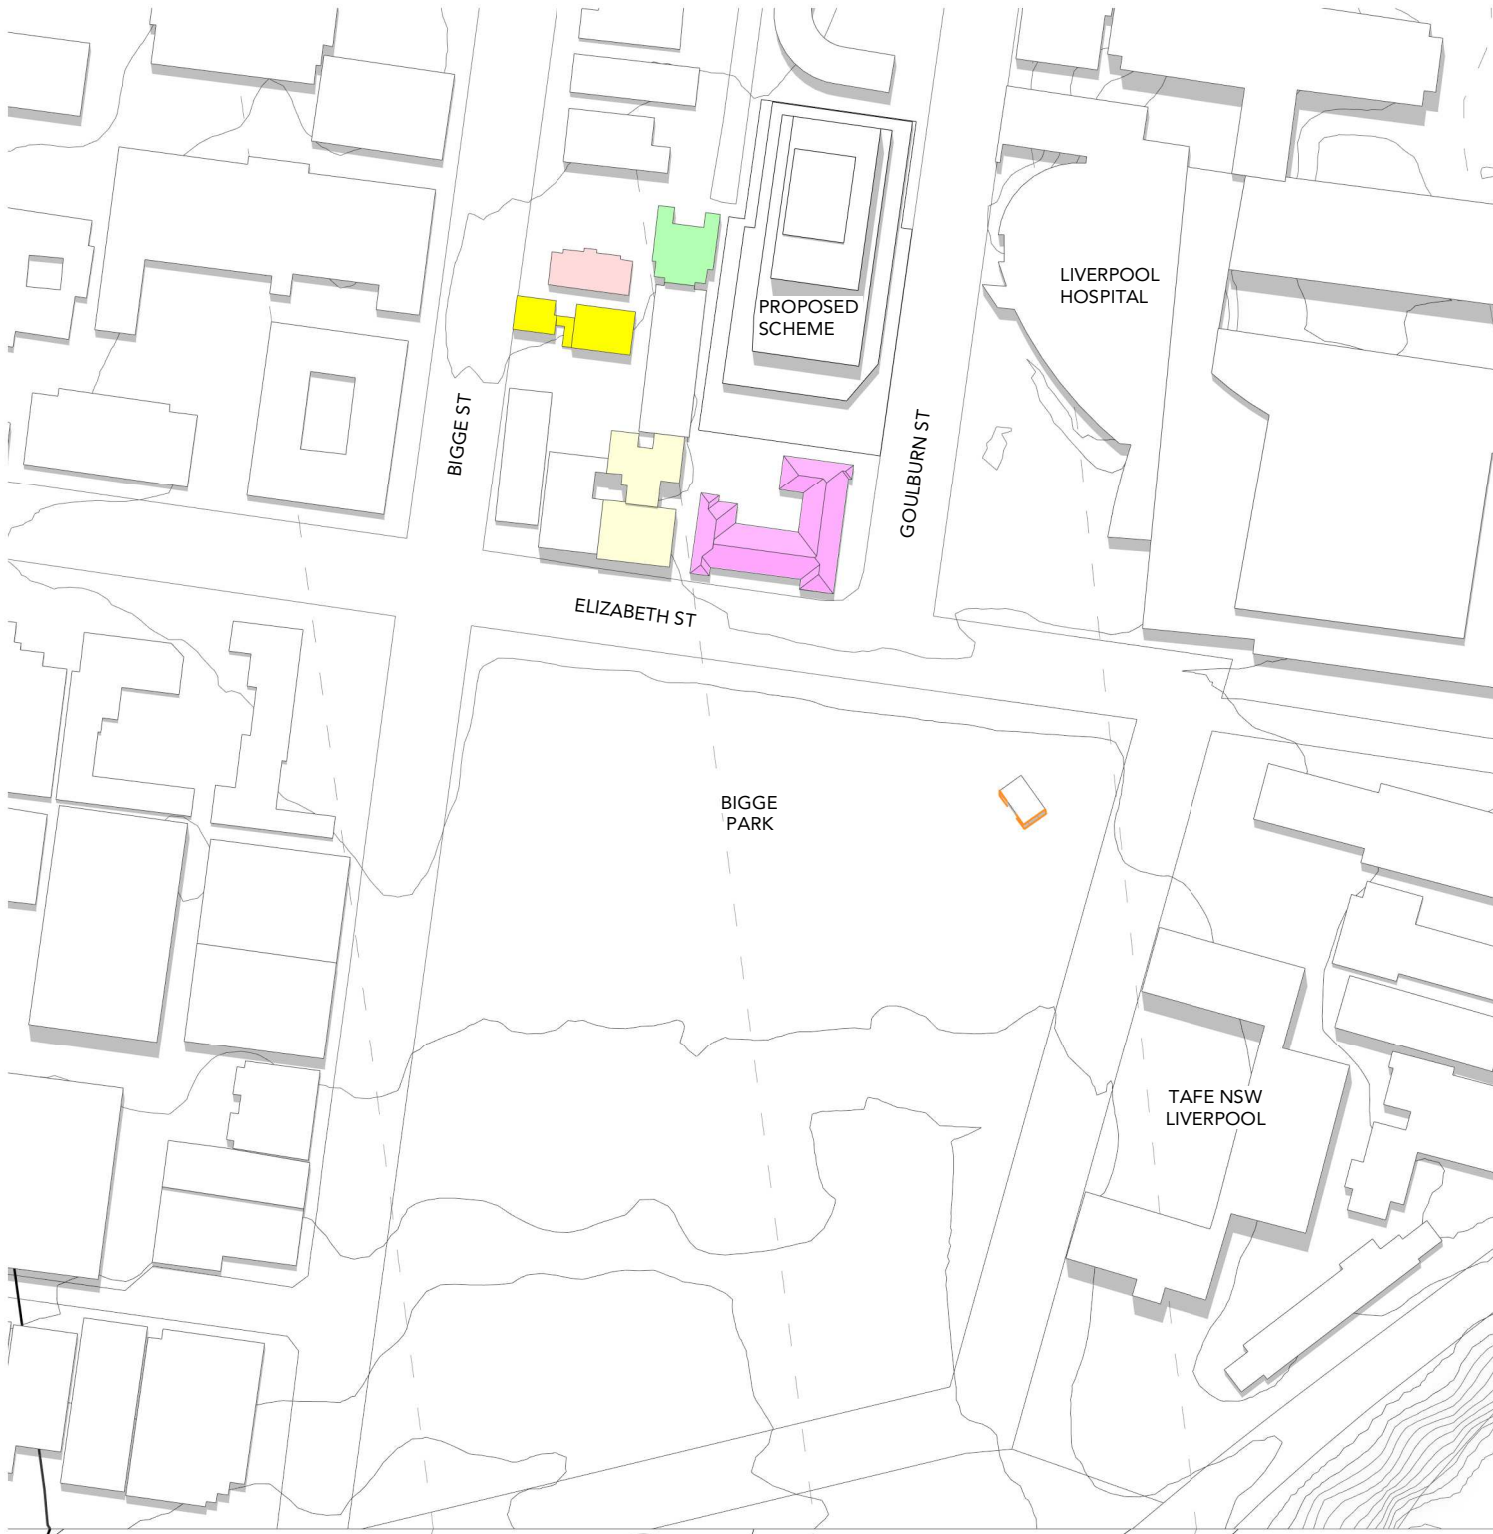 LIVERPOOL
HOSPITAL
PROPOSED
SCHEME
BIGGE ST
GOULBURN ST
ELIZABETH ST
BIGGE
PARK
TAFE NSW
LIVERPOOL